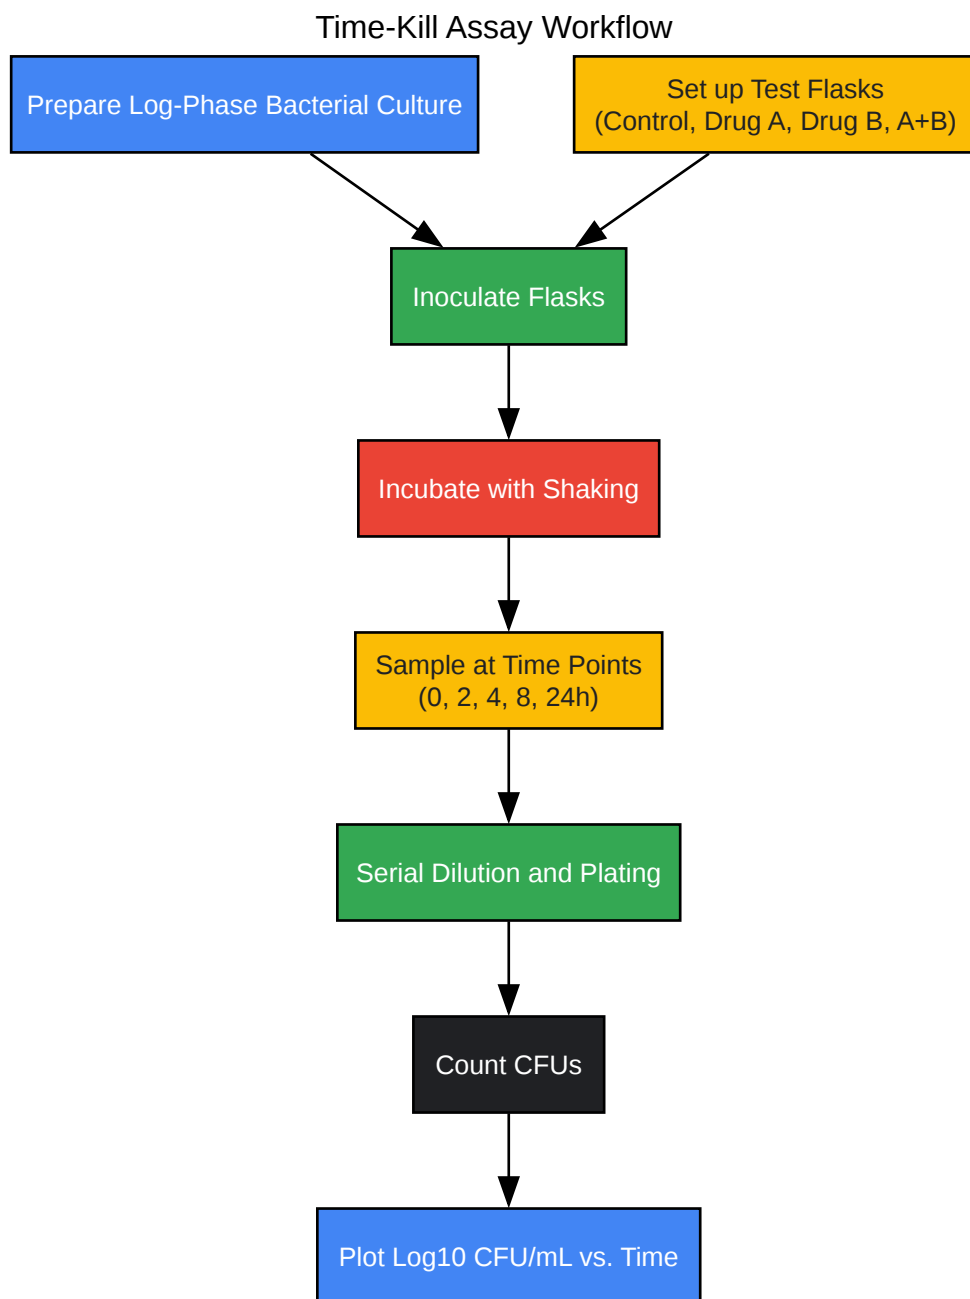 Time-Kill Assay Workflow
Prepare Log-Phase Bacterial Culture
Set up Test Flasks
(Control, Drug A, Drug B, A+B)
Inoculate Flasks
Incubate with Shaking
Sample at Time Points
(0, 2, 4, 8, 24h)
Serial Dilution and Plating
Count CFUs
Plot Log10 CFU/mL vs. Time